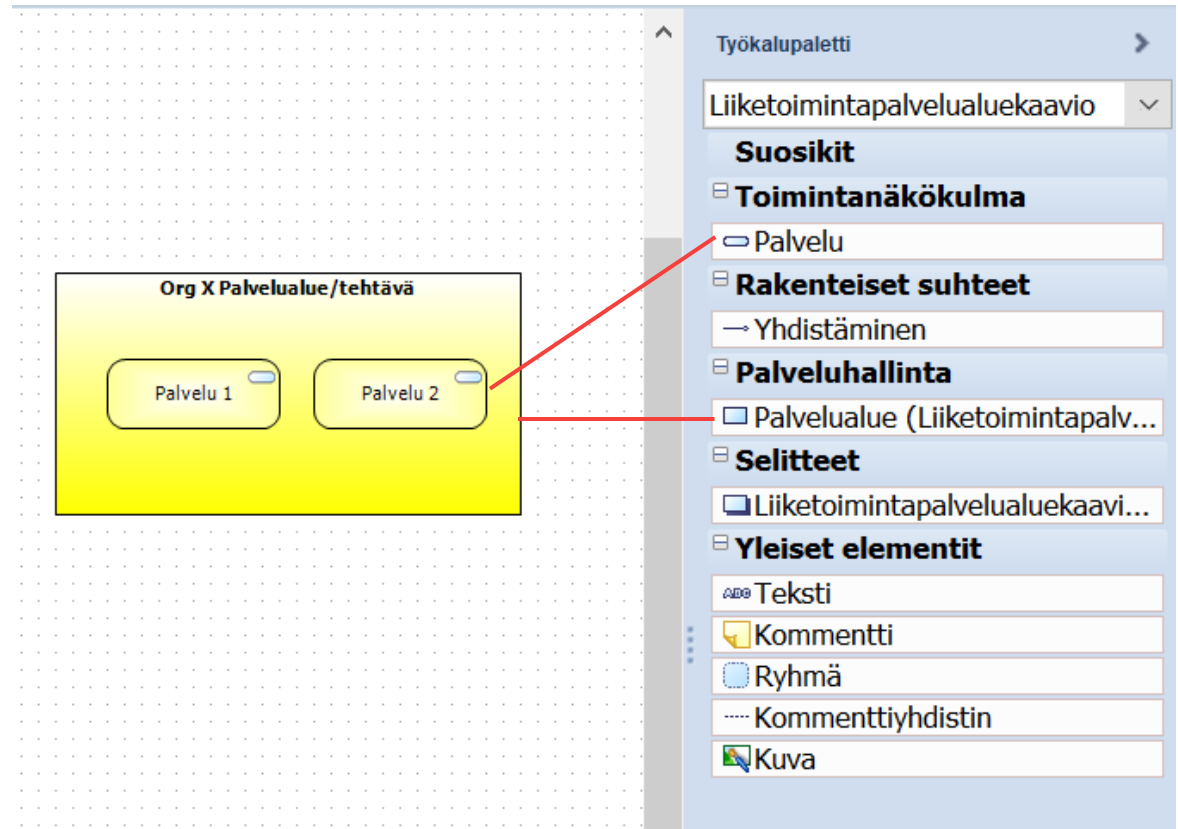 Org X Palvelualue/tehtävä
Palvelu 1
Palvelu 2
Työkalupaletti
Liiketoimintapalvelualuekaavio
Suosikit
Toimintanäkökulma
Palvelu
Rakenteiset suhteet
Yhdistäminen
Palveluhallinta
Palvelualue (Liiketoimintapalv...
Selitteet
Liiketoimintapalvelualuekaavi...
Yleiset elementit
ABC Teksti
Kommentti
Ryhmä
Kommenttiyhdistin
Kuva